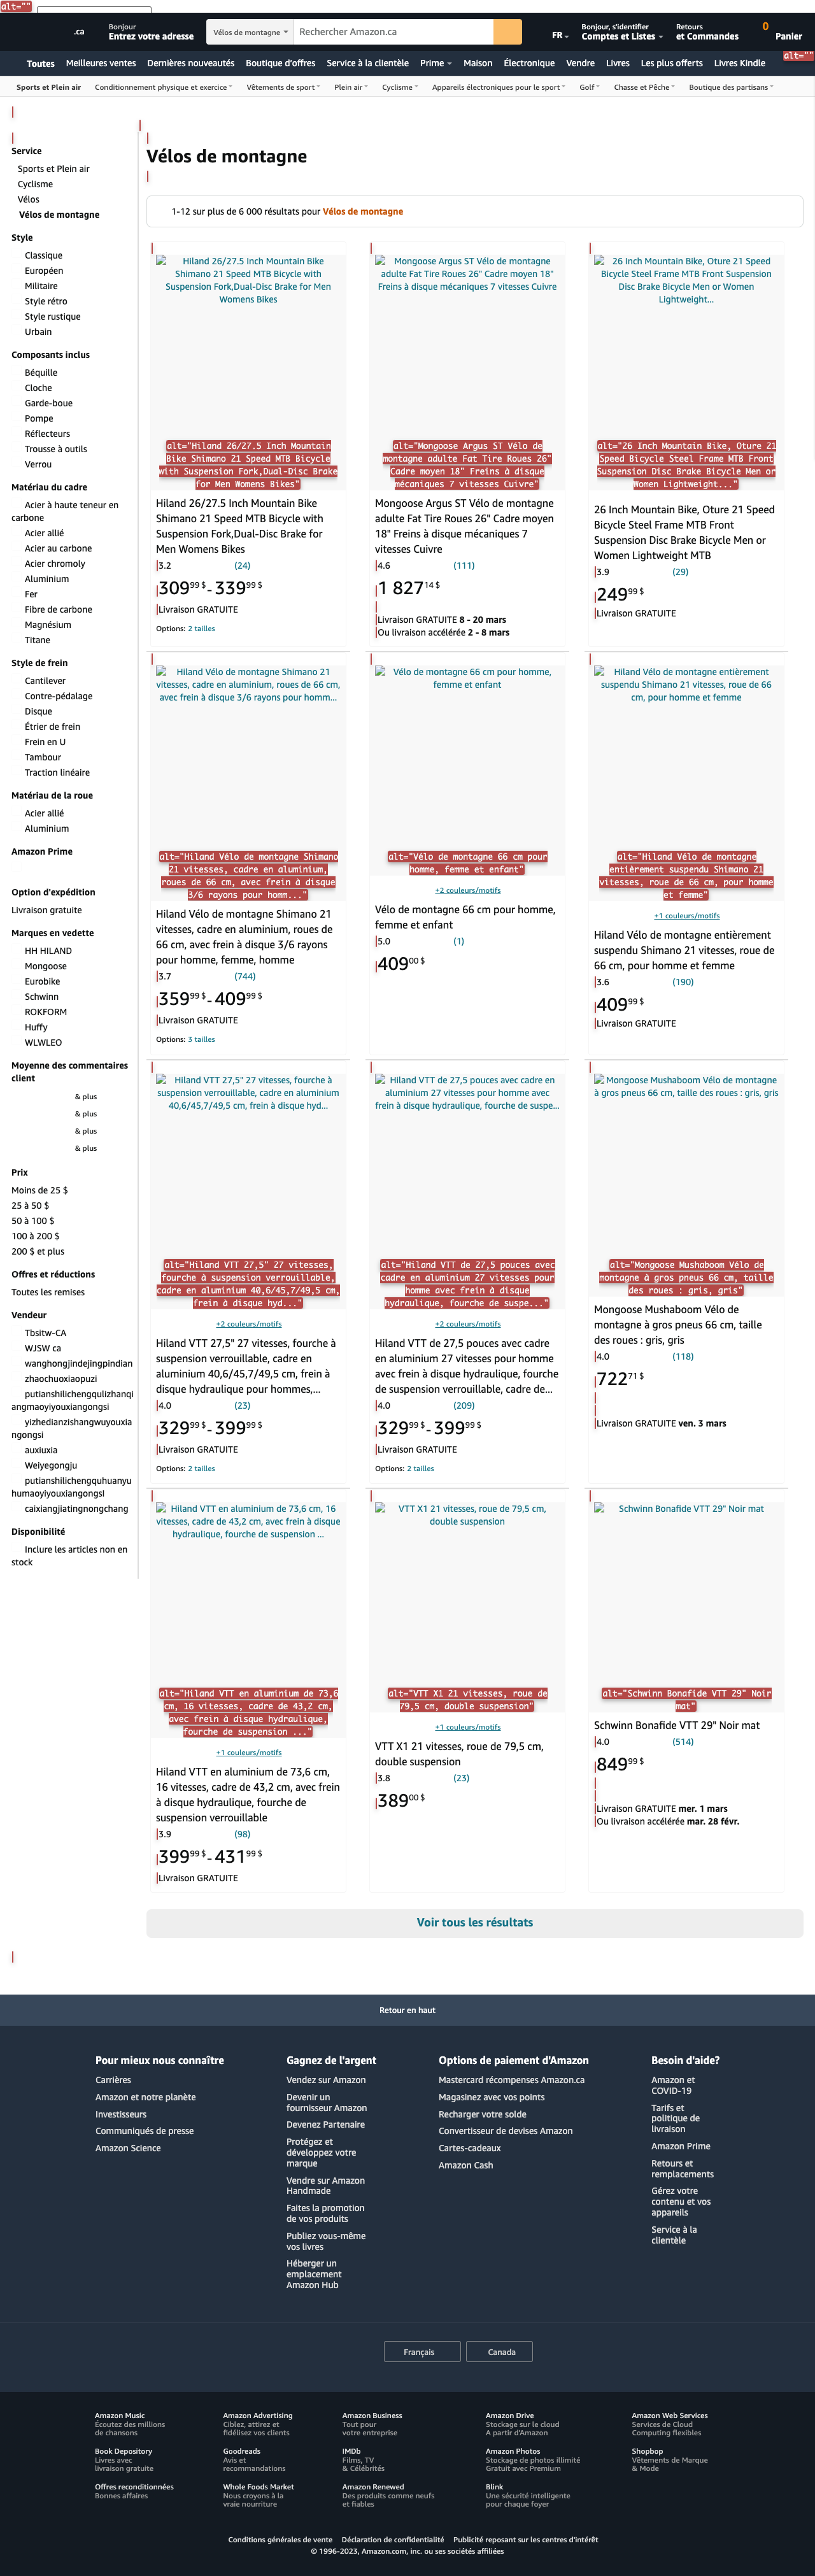 alt=""
.ca
Bonjour
Entrez votre adresse
Vélos de montagne
Rechercher Amazon.ca
FR
Bonjour, s'identifier
Comptes et Listes
Retours
et Commandes
0
Panier
Toutes
Meilleures ventes
Dernières nouveautés
Boutique d'offres
Service à la clientèle
Prime
Maison
Électronique
Vendre
Livres
Les plus offerts
Livres Kindle
alt=""
Sports et Plein air
Conditionnement physique et exercice
Vêtements de sport
Plein air
Cyclisme
Appareils électroniques pour le sport
Golf
Chasse et Pêche
Boutique des partisans
Service
Sports et Plein air
Cyclisme
Vélos
Vélos de montagne
Style
Classique
Européen
Militaire
Style rétro
Style rustique
Urbain
Composants inclus
Béquille
Cloche
Garde-boue
Pompe
Réflecteurs
Trousse à outils
Verrou
Matériau du cadre
Acier à haute teneur en
carbone
Acier allié
Acier au carbone
Acier chromoly
Aluminium
Fer
Fibre de carbone
Magnésium
Titane
Style de frein
Cantilever
Contre-pédalage
Disque
Étrier de frein
Frein en U
Tambour
Traction linéaire
Matériau de la roue
Acier allié
Aluminium
Amazon Prime
Option d'expédition
Livraison gratuite
Marques en vedette
HH HILAND
Mongoose
Eurobike
Schwinn
ROKFORM
Huffy
WLWLEO
Moyenne des commentaires
client
& plus
& plus
& plus
& plus
Prix
Moins de 25 $
25 à 50 $
50 à 100 $
100 à 200 $
200 $ et plus
Offres et réductions
Toutes les remises
Vendeur
Tbsitw-CA
WJSW ca
wanghongjindejingpindian
zhaochuoxiaopuzi
putianshilichengqulizhanqi
angmaoyiyouxiangongsi
yizhedianzishangwuyouxia
ngongsi
auxiuxia
Weiyegongju
putianshilichengquhuanyu
humaoyiyouxiangongsI
caixiangjiatingnongchang
Disponibilité
Inclure les articles non en
stock
Vélos de montagne
1-12 sur plus de 6 000 résultats pour Vélos de montagne
Hiland 26/27.5 Inch Mountain Bike
Shimano 21 Speed MTB Bicycle with
Suspension Fork,Dual-Disc Brake for Men
Womens Bikes
alt="Hiland 26/27.5 Inch Mountain
Bike Shimano 21 Speed MTB Bicycle
with Suspension Fork,Dual-Disc Brake
for Men Womens Bikes"
Hiland 26/27.5 Inch Mountain Bike
Shimano 21 Speed MTB Bicycle with
Suspension Fork,Dual-Disc Brake for
Men Womens Bikes
3.2 (24)
309 99 $ - 339 99 $
Livraison GRATUITE
Options: 2 tailles
Mongoose Argus ST Vélo de montagne
adulte Fat Tire Roues 26" Cadre moyen 18"
Freins à disque mécaniques 7 vitesses Cuivre
alt="Mongoose Argus ST Vélo de
montagne adulte Fat Tire Roues 26"
Cadre moyen 18" Freins à disque
mécaniques 7 vitesses Cuivre"
Mongoose Argus ST Vélo de montagne
adulte Fat Tire Roues 26" Cadre moyen
18" Freins à disque mécaniques 7
vitesses Cuivre
4.6 (111)
1 827 14 $
Livraison GRATUITE 8 - 20 mars
Ou livraison accélérée 2 - 8 mars
26 Inch Mountain Bike, Oture 21 Speed
Bicycle Steel Frame MTB Front Suspension
Disc Brake Bicycle Men or Women
Lightweight...
alt="26 Inch Mountain Bike, Oture 21
Speed Bicycle Steel Frame MTB Front
Suspension Disc Brake Bicycle Men or
Women Lightweight..."
26 Inch Mountain Bike, Oture 21 Speed
Bicycle Steel Frame MTB Front
Suspension Disc Brake Bicycle Men or
Women Lightweight MTB
3.9 (29)
249 99 $
Livraison GRATUITE
Hiland Vélo de montagne Shimano 21
vitesses, cadre en aluminium, roues de 66 cm,
avec frein à disque 3/6 rayons pour homm...
alt="Hiland Vélo de montagne Shimano
21 vitesses, cadre en aluminium,
roues de 66 cm, avec frein à disque
3/6 rayons pour homm..."
Hiland Vélo de montagne Shimano 21
vitesses, cadre en aluminium, roues de
66 cm, avec frein à disque 3/6 rayons
pour homme, femme, homme
3.7 (744)
359 99 $ - 409 99 $
Livraison GRATUITE
Options: 3 tailles
Vélo de montagne 66 cm pour homme,
femme et enfant
alt="Vélo de montagne 66 cm pour
homme, femme et enfant"
+2 couleurs/motifs
Vélo de montagne 66 cm pour homme,
femme et enfant
5.0 (1)
409 00 $
Hiland Vélo de montagne entièrement
suspendu Shimano 21 vitesses, roue de 66
cm, pour homme et femme
alt="Hiland Vélo de montagne
entièrement suspendu Shimano 21
vitesses, roue de 66 cm, pour homme
et femme"
+1 couleurs/motifs
Hiland Vélo de montagne entièrement
suspendu Shimano 21 vitesses, roue de
66 cm, pour homme et femme
3.6 (190)
409 99 $
Livraison GRATUITE
Hiland VTT 27,5" 27 vitesses, fourche à
suspension verrouillable, cadre en aluminium
40,6/45,7/49,5 cm, frein à disque hyd...
alt="Hiland VTT 27,5" 27 vitesses,
fourche à suspension verrouillable,
cadre en aluminium 40,6/45,7/49,5 cm,
frein à disque hyd..."
+2 couleurs/motifs
Hiland VTT 27,5" 27 vitesses, fourche à
suspension verrouillable, cadre en
aluminium 40,6/45,7/49,5 cm, frein à
disque hydraulique pour hommes,...
4.0 (23)
329 99 $ - 399 99 $
Livraison GRATUITE
Options: 2 tailles
Hiland VTT de 27,5 pouces avec cadre en
aluminium 27 vitesses pour homme avec
frein à disque hydraulique, fourche de suspe...
alt="Hiland VTT de 27,5 pouces avec
cadre en aluminium 27 vitesses pour
homme avec frein à disque
hydraulique, fourche de suspe..."
+2 couleurs/motifs
Hiland VTT de 27,5 pouces avec cadre
en aluminium 27 vitesses pour homme
avec frein à disque hydraulique, fourche
de suspension verrouillable, cadre de...
4.0 (209)
329 99 $ - 399 99 $
Livraison GRATUITE
Options: 2 tailles
Mongoose Mushaboom Vélo de montagne
à gros pneus 66 cm, taille des roues : gris, gris
alt="Mongoose Mushaboom Vélo de
montagne à gros pneus 66 cm, taille
des roues : gris, gris"
Mongoose Mushaboom Vélo de
montagne à gros pneus 66 cm, taille
des roues : gris, gris
4.0 (118)
722 71 $
Livraison GRATUITE ven. 3 mars
Hiland VTT en aluminium de 73,6 cm, 16
vitesses, cadre de 43,2 cm, avec frein à disque
hydraulique, fourche de suspension ...
alt="Hiland VTT en aluminium de 73,6
cm, 16 vitesses, cadre de 43,2 cm,
avec frein à disque hydraulique,
fourche de suspension ..."
+1 couleurs/motifs
Hiland VTT en aluminium de 73,6 cm,
16 vitesses, cadre de 43,2 cm, avec frein
à disque hydraulique, fourche de
suspension verrouillable
3.9 (98)
399 99 $ - 431 99 $
Livraison GRATUITE
VTT X1 21 vitesses, roue de 79,5 cm,
double suspension
alt="VTT X1 21 vitesses, roue de
79,5 cm, double suspension"
+1 couleurs/motifs
VTT X1 21 vitesses, roue de 79,5 cm,
double suspension
3.8 (23)
389 00 $
Schwinn Bonafide VTT 29" Noir mat
alt="Schwinn Bonafide VTT 29" Noir
mat"
Schwinn Bonafide VTT 29" Noir mat
4.0 (514)
849 99 $
Livraison GRATUITE mer. 1 mars
Ou livraison accélérée mar. 28 févr.
Voir tous les résultats
Retour en haut
Pour mieux nous connaître
Carrières
Amazon et notre planète
Investisseurs
Communiqués de presse
Amazon Science
Gagnez de l'argent
Vendez sur Amazon
Devenir un
fournisseur Amazon
Devenez Partenaire
Protégez et
développez votre
marque
Vendre sur Amazon
Handmade
Faites la promotion
de vos produits
Publiez vous-même
vos livres
Héberger un
emplacement
Amazon Hub
Options de paiement d'Amazon
Mastercard récompenses Amazon.ca
Magasinez avec vos points
Recharger votre solde
Convertisseur de devises Amazon
Cartes-cadeaux
Amazon Cash
Besoin d'aide?
Amazon et
COVID-19
Tarifs et
politique de
livraison
Amazon Prime
Retours et
remplacements
Gérez votre
contenu et vos
appareils
Service à la
clientèle
Français
Canada
Amazon Music
Écoutez des millions
de chansons
Amazon Advertising
Ciblez, attirez et
fidélisez vos clients
Amazon Business
Tout pour
votre entreprise
Amazon Drive
Stockage sur le cloud
A partir d'Amazon
Amazon Web Services
Services de Cloud
Computing flexibles
Book Depository
Livres avec
livraison gratuite
Goodreads
Avis et
recommandations
IMDb
Films, TV
& Célébrités
Amazon Photos
Stockage de photos illimité
Gratuit avec Premium
Shopbop
Vêtements de Marque
& Mode
Offres reconditionnées
Bonnes affaires
Whole Foods Market
Nous croyons à la
vraie nourriture
Amazon Renewed
Des produits comme neufs
et fiables
Blink
Une sécurité intelligente
pour chaque foyer
Conditions générales de vente
Déclaration de confidentialité
Publicité reposant sur les centres d'intérêt
© 1996-2023, Amazon.com, inc. ou ses sociétés affiliées